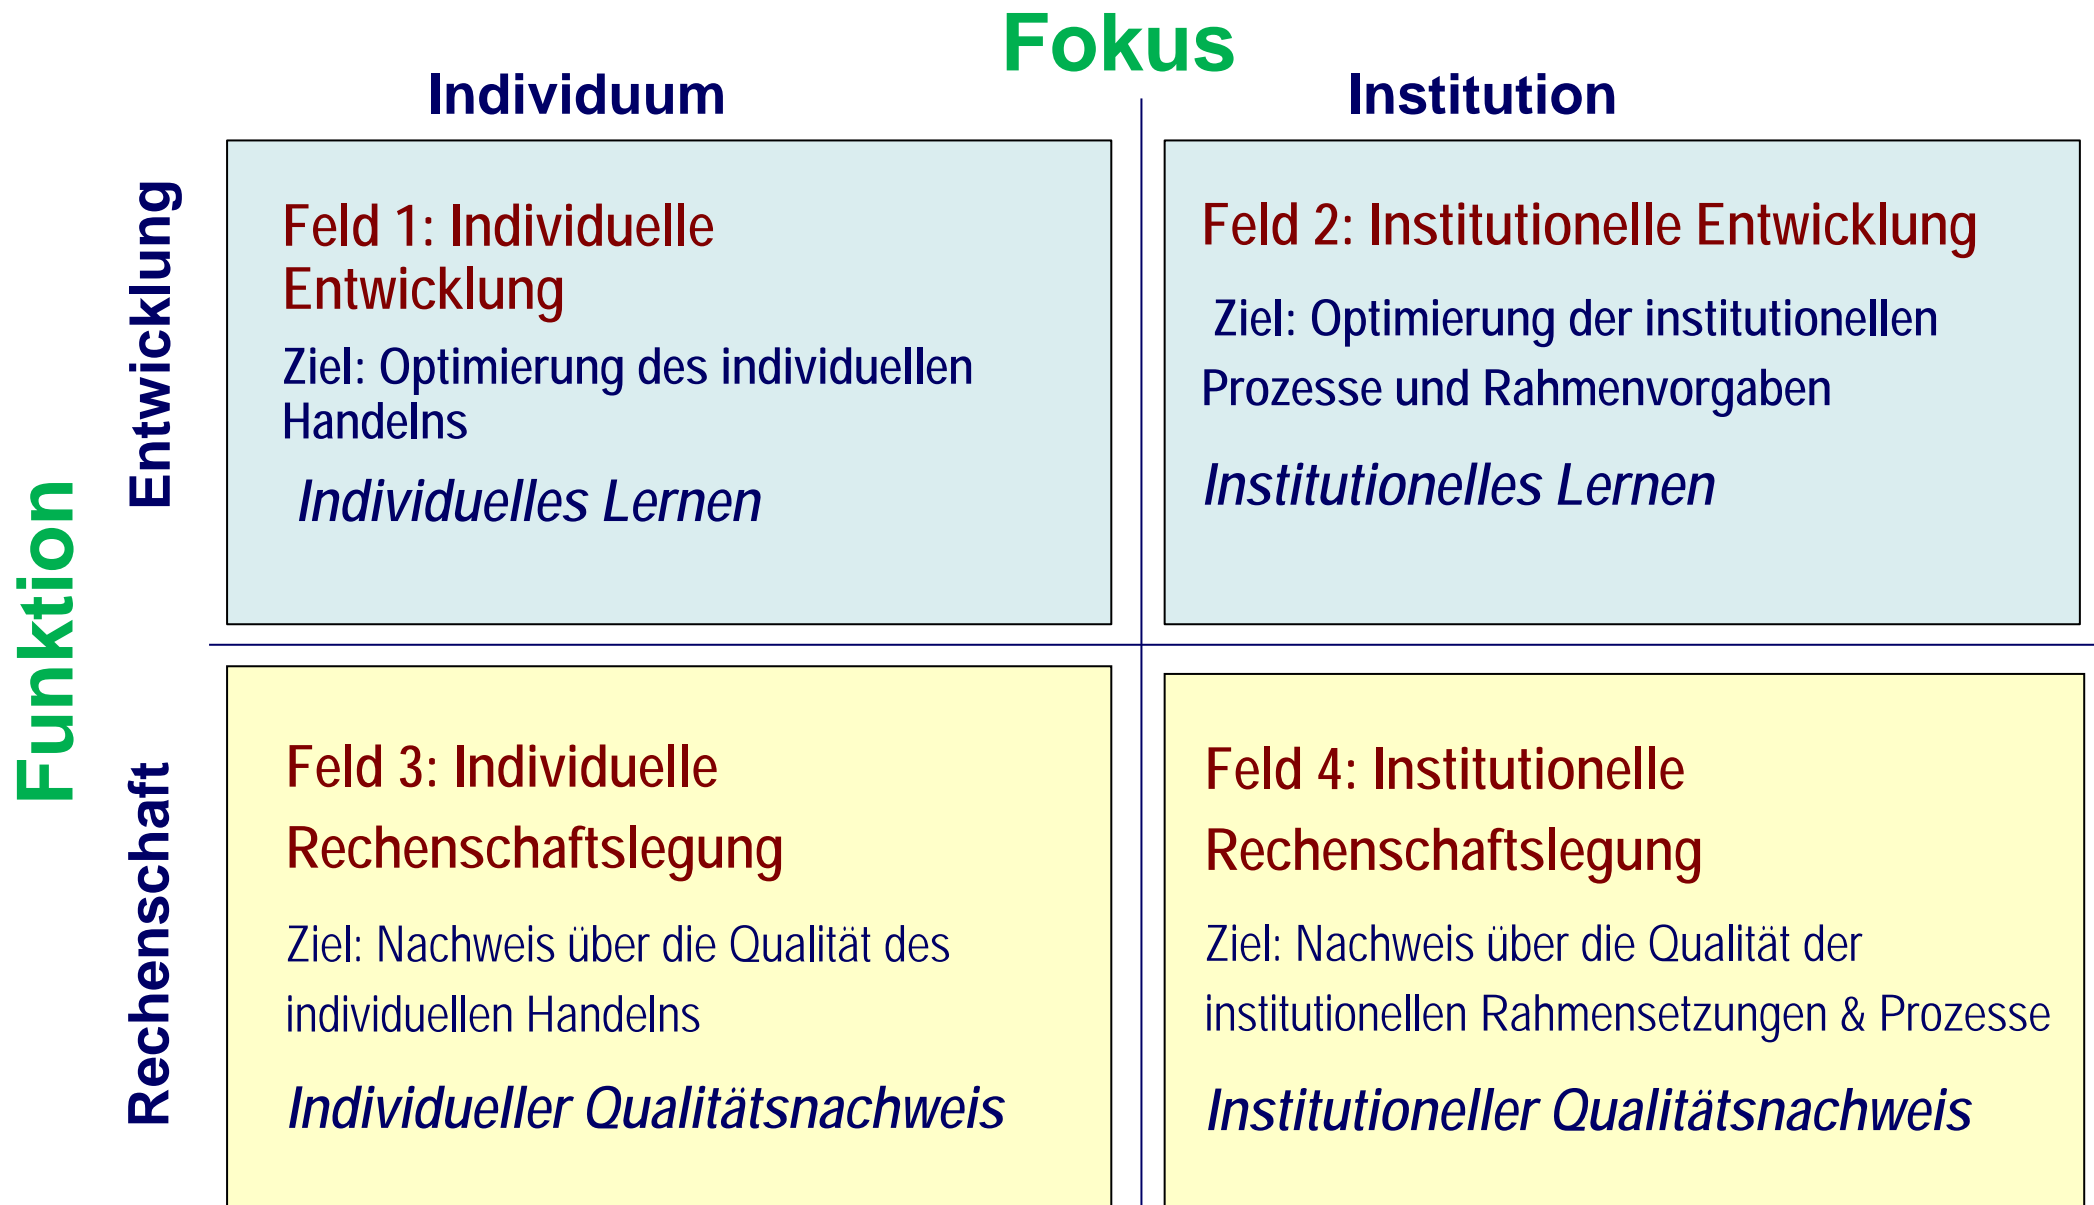 Fokus
Individuum
Institution
Funktion
Entwicklung
Feld 1: Individuelle
Entwicklung
Ziel: Optimierung des individuellen
Handelns
Individuelles Lernen
Feld 2: Institutionelle Entwicklung
Ziel: Optimierung der institutionellen
Prozesse und Rahmenvorgaben
Institutionelles Lernen
Rechenschaft
Feld 3: Individuelle
Rechenschaftslegung
Ziel: Nachweis über die Qualität des
individuellen Handelns
Individueller Qualitätsnachweis
Feld 4: Institutionelle
Rechenschaftslegung
Ziel: Nachweis über die Qualität der
institutionellen Rahmensetzungen & Prozesse
Institutioneller Qualitätsnachweis